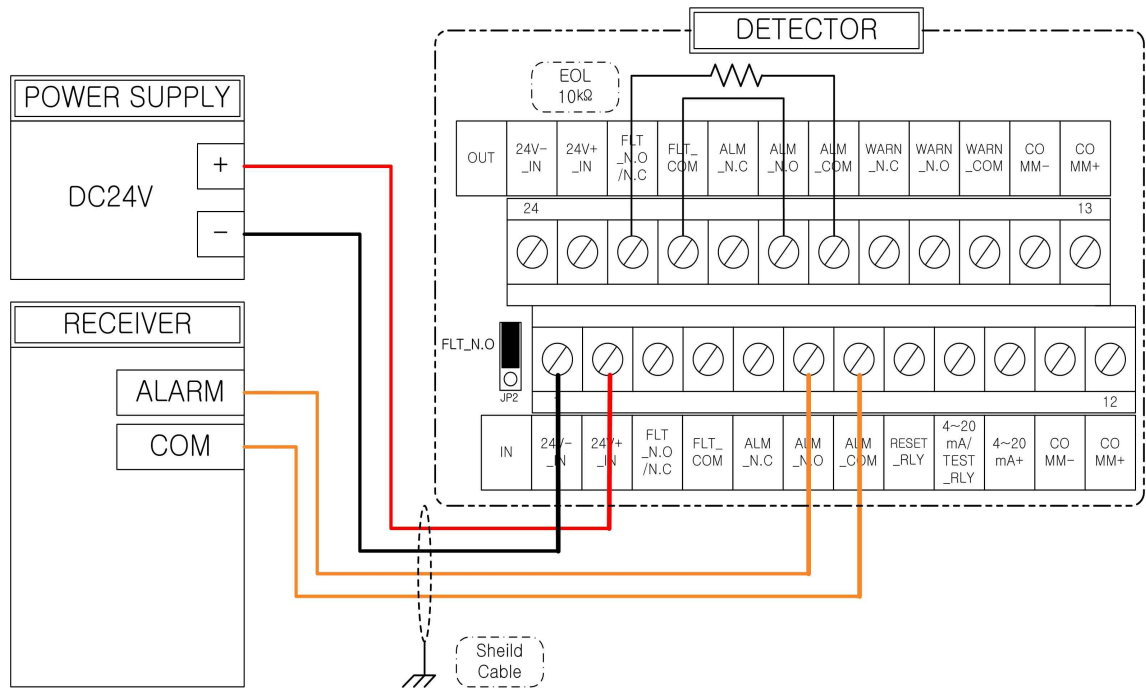 DETECTOR
POWER SUPPLY
DC24V
+
−
EOL
10㏀
OUT
24V-
_IN
24V+
_IN
FLT
_N.O
/N.C
FLT_
COM
ALM
_N.C
ALM
_N.O
ALM
_COM
WARN
_N.C
WARN
_N.O
WARN
_COM
CO
MM-
CO
MM+
24
13
RECEIVER
ALARM
COM
FLT_N.O
JP2
12
IN
24V-
_IN
24V+
_IN
FLT
_N.O
/N.C
FLT_
COM
ALM
_N.C
ALM
_N.O
ALM
_COM
RESET
_RLY
4~20
mA/
TEST
_RLY
4~20
mA+
CO
MM-
CO
MM+
Sheild
Cable